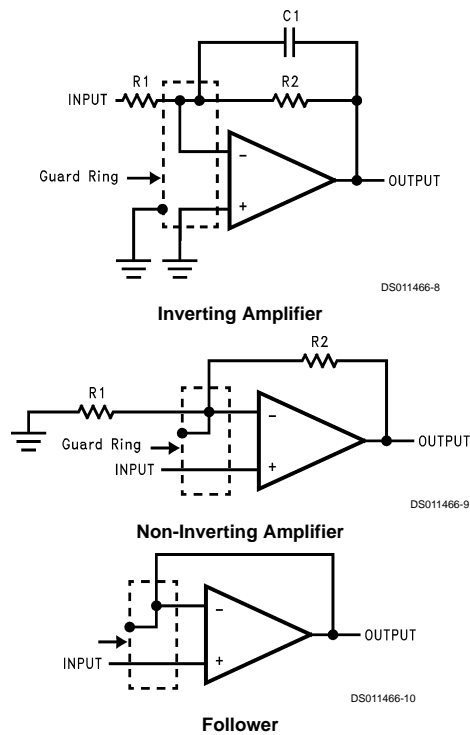 C1
R1
R2
INPUT
−
Guard Ring
OUTPUT
+
DS011466-8
Inverting Amplifier
R2
R1
−
Guard Ring
OUTPUT
INPUT
+
DS011466-9
Non-Inverting Amplifier
−
OUTPUT
INPUT
+
DS011466-10
Follower